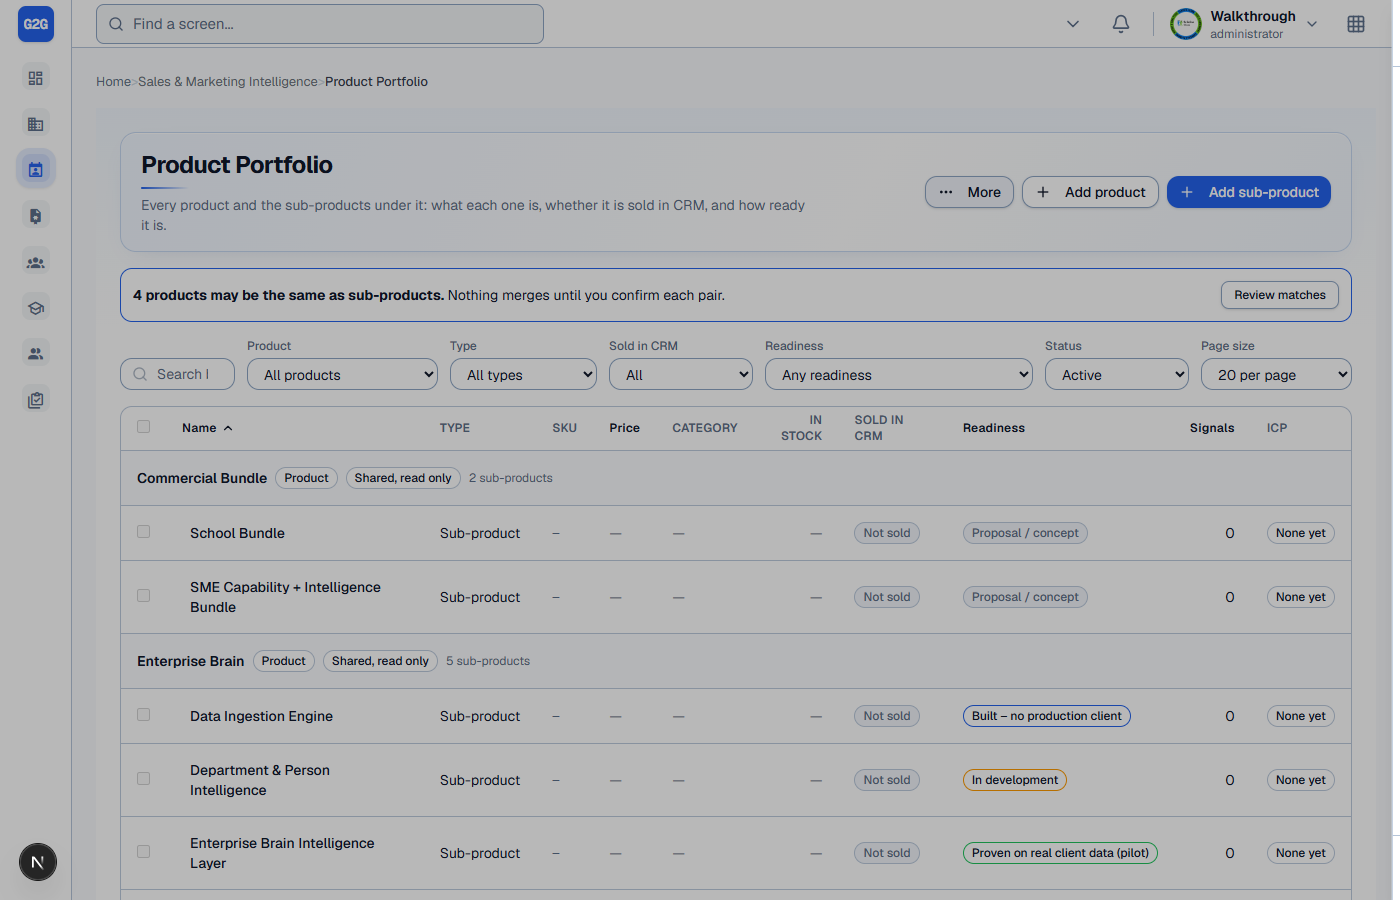 G2G
Find a screen...
Walkthrough
administrator
Home>Sales & Marketing Intelligence>Product Portfolio
Product Portfolio
Every product and the sub-products under it: what each one is, whether it is sold in CRM, and how ready
it is.
More
Add product
Add sub-product
4 products may be the same as sub-products. Nothing merges until you confirm each pair.
Review matches
Product
Type
Sold in CRM
Readiness
Status
Page size
Search
All products
All types
All
Any readiness
Active
20 per page
Name TYPE SKU Price CATEGORY IN STOCK SOLD IN CRM Readiness Signals ICP
Commercial Bundle Product Shared, read only 2 sub-products
School Bundle Sub-product – — — — Not sold Proposal / concept 0 None yet
SME Capability + Intelligence
Bundle
Sub-product – — — — Not sold Proposal / concept 0 None yet
Enterprise Brain Product Shared, read only 5 sub-products
Data Ingestion Engine Sub-product – — — — Not sold Built – no production client 0 None yet
Department & Person
Intelligence
Sub-product – — — — Not sold In development 0 None yet
Enterprise Brain Intelligence
Layer
Sub-product – — — — Not sold Proven on real client data (pilot) 0 None yet
N